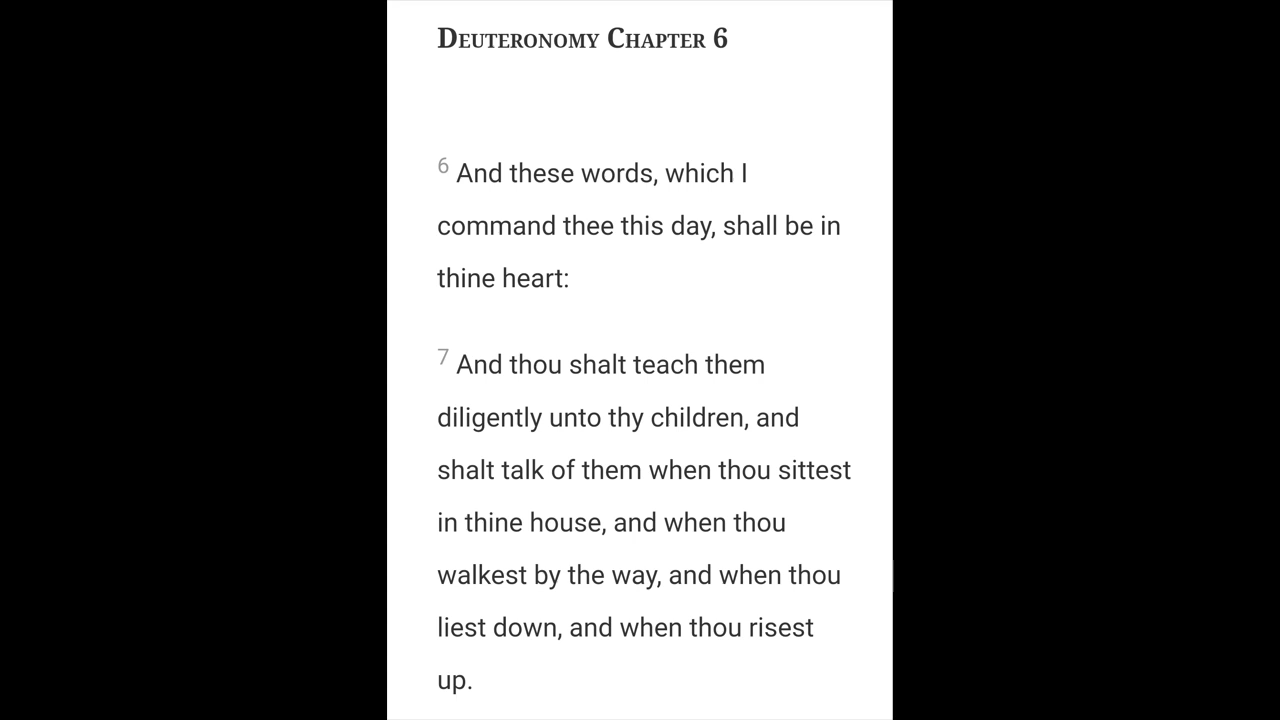 Deuteronomy Chapter 6
6 And these words, which I
command thee this day, shall be in
thine heart:
7 And thou shalt teach them
diligently unto thy children, and
shalt talk of them when thou sittest
in thine house, and when thou
walkest by the way, and when thou
liest down, and when thou risest
up.